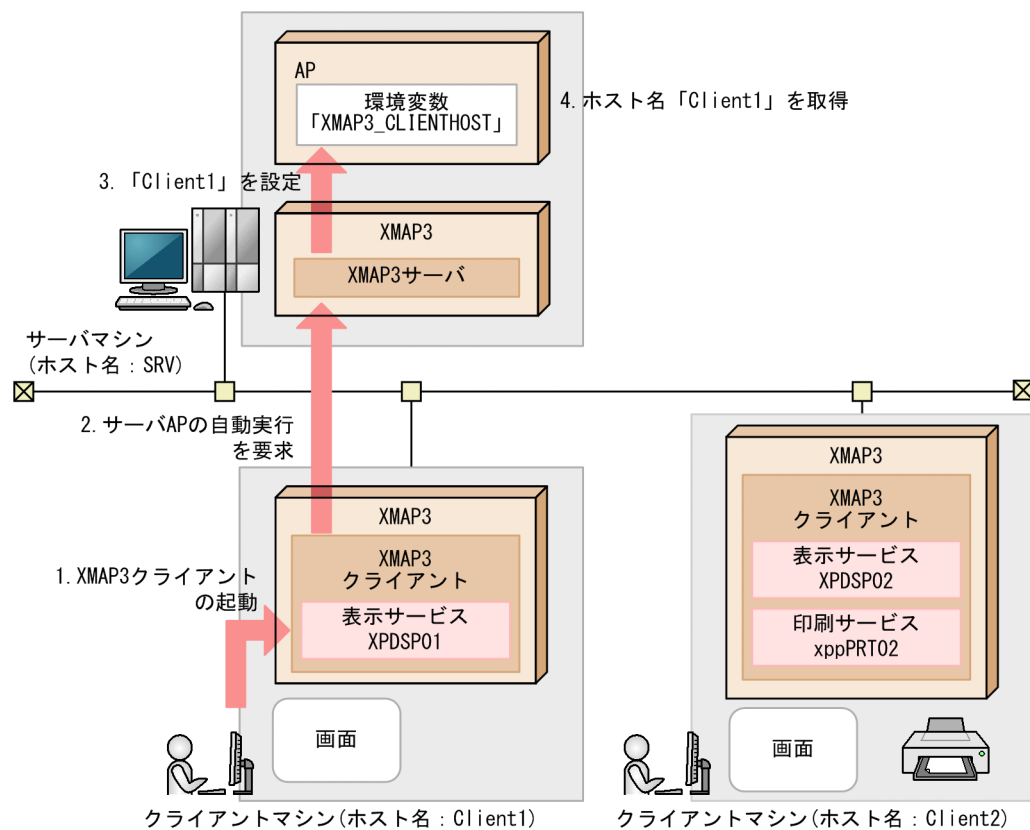 AP
環境変数
「XMAP3_CLIENTHOST」
4.ホスト名「Client1」を取得
3.「Client1」を設定
XMAP3
XMAP3サーバ
サーバマシン
(ホスト名：SRV)
2.サーバAPの自動実行
を要求
XMAP3
XMAP3
クライアント
表示サービス
XPDSP01
1.XMAP3クライアント
の起動
画面
クライアントマシン(ホスト名：Client1)
XMAP3
XMAP3
クライアント
表示サービス
XPDSP02
印刷サービス
xppPRT02
画面
クライアントマシン(ホスト名：Client2)